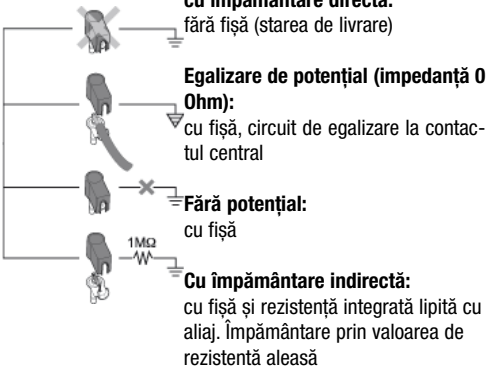 cu împământare directă:
fără fișă (starea de livrare)
Egalizare de potențial (impedanță 0
Ohm):
cu fișă, circuit de egalizare la contac-
tul central
Fără potențial:
cu fișă
1MΩ
Cu împământare indirectă:
cu fișă și rezistență integrată lipită cu
aliaj. Împământare prin valoarea de
rezistență aleasă